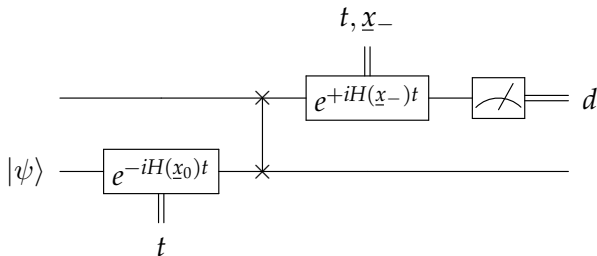 t, x̲₋
e^{+iH(x̲₋)t}
d
|ψ⟩
e^{-iH(x̲₀)t}
t